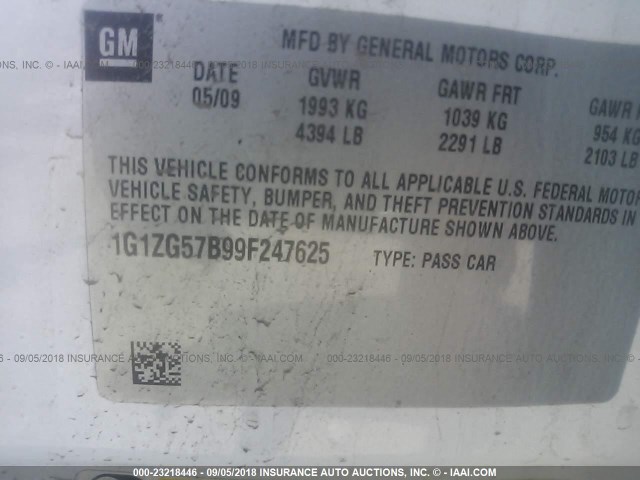 GM
MFD BY GENERAL MOTORS CORP.
DATE GVWR GAWR FRT GAWR
05/09 1993 KG 1039 KG 954 KG
4394 LB 2291 LB 2103 LB
THIS VEHICLE CONFORMS TO ALL APPLICABLE U.S. FEDERAL MOTOR
VEHICLE SAFETY, BUMPER, AND THEFT PREVENTION STANDARDS IN
EFFECT ON THE DATE OF MANUFACTURE SHOWN ABOVE.
1G1ZG57B99F247625 TYPE: PASS CAR
000-23218446 - 09/05/2018 INSURANCE AUTO AUCTIONS, INC. - © - IAAI.COM